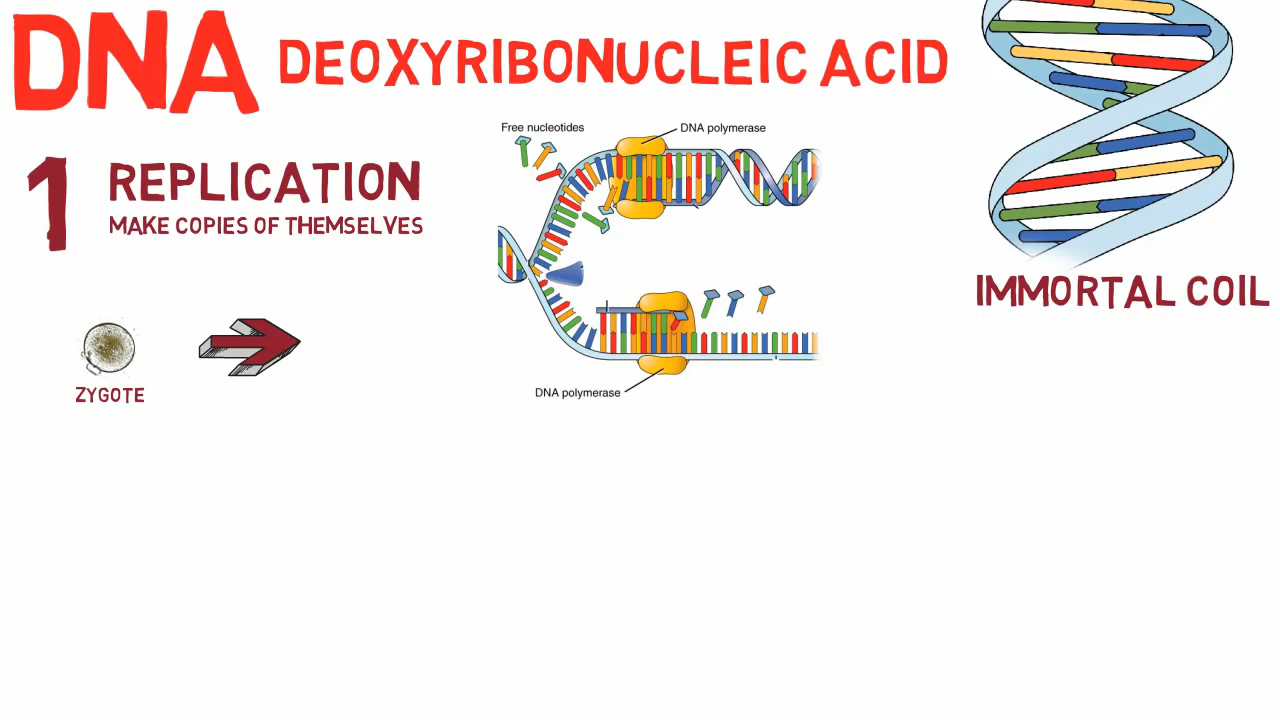 DNA DEOXYRIBONUCLEIC ACID
1 REPLICATION
MAKE COPIES OF THEMSELVES
Free nucleotides
DNA polymerase
IMMORTAL COIL
ZYGOTE
DNA polymerase